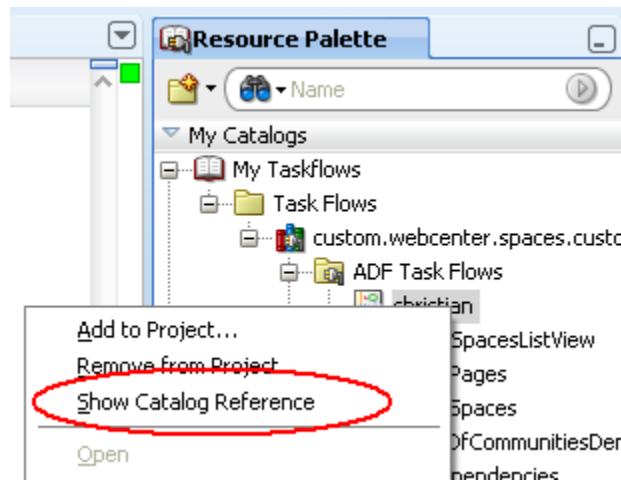 Resource Palette
Name
My Catalogs
My Taskflows
Task Flows
custom.webcenter.spaces.custo
ADF Task Flows
christian
SpacesListView
Pages
Spaces
OfCommunitiesDer
pendencies
Add to Project...
Remove from Project
Show Catalog Reference
Open